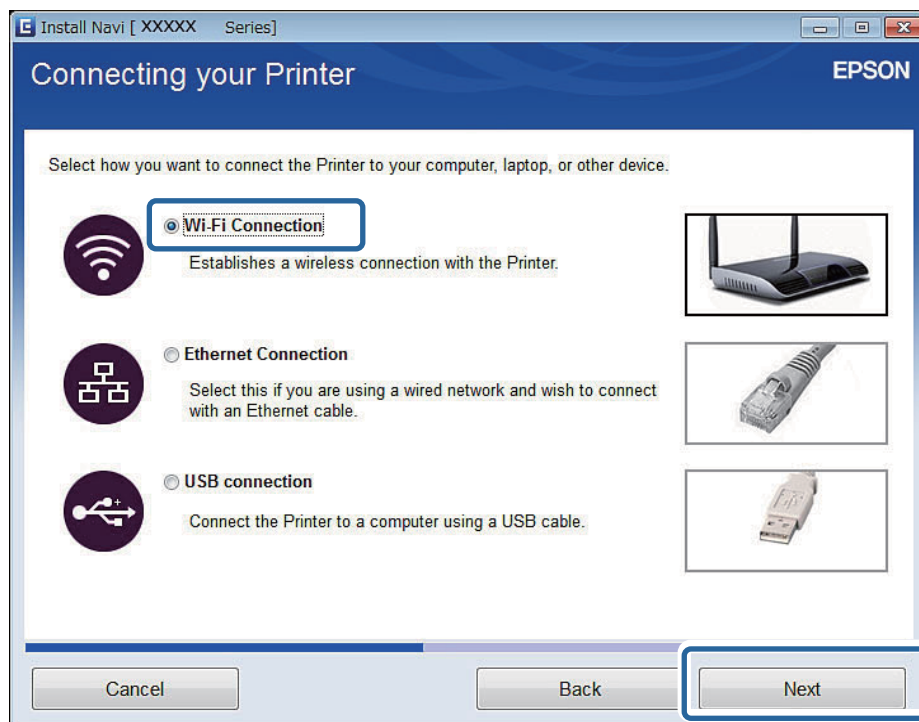 Install Navi [ XXXXX Series]
Connecting your Printer
EPSON
Select how you want to connect the Printer to your computer, laptop, or other device.
Wi-Fi Connection
Establishes a wireless connection with the Printer.
Ethernet Connection
Select this if you are using a wired network and wish to connect
with an Ethernet cable.
USB connection
Connect the Printer to a computer using a USB cable.
Cancel
Back
Next